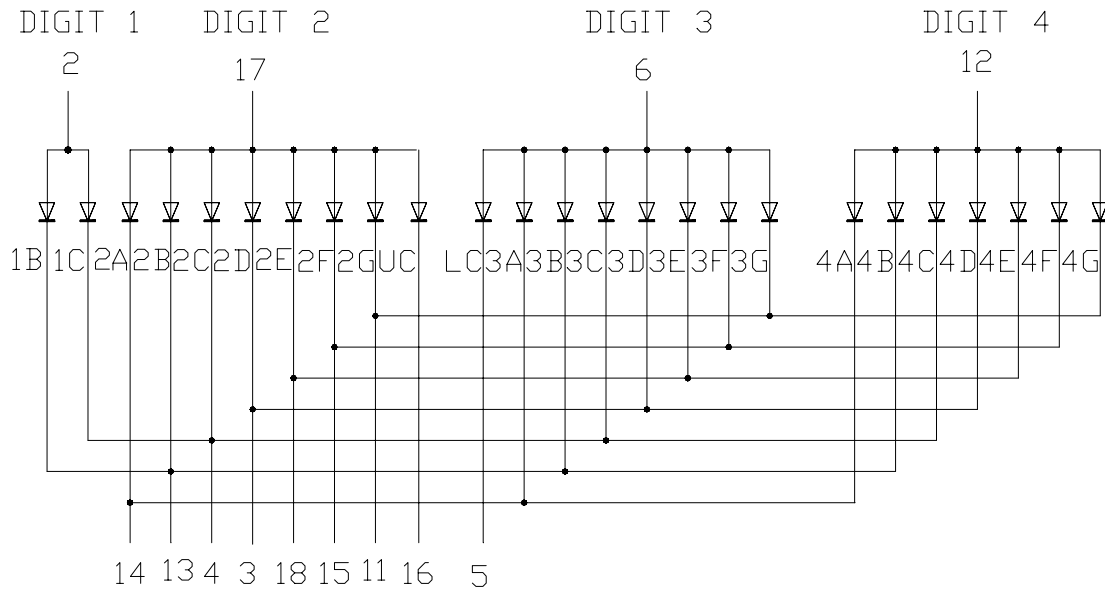 DIGIT 1 DIGIT 2 DIGIT 3 DIGIT 4
2 17 6 12
1B 1C 2A 2B 2C 2D 2E 2F 2G UC LC 3A 3B 3C 3D 3E 3F 3G 4A 4B 4C 4D 4E 4F 4G
14 13 4 3 18 15 11 16 5